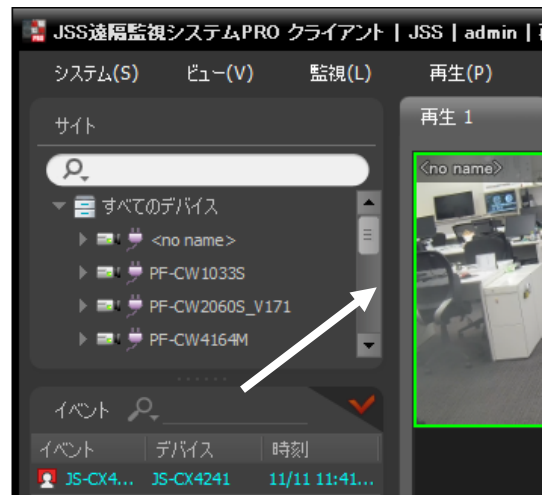 JSS遠隔監視システムPRO クライアント | JSS | admin |
システム(S) ビュー(V) 監視(L) 再生(P)
サイト
再生 1
<no name>
すべてのデバイス
<no name>
PF-CW1033S
PF-CW2060S_V171
PF-CW4164M
イベント
イベント デバイス 時刻
JS-CX4... JS-CX4241 11/11 11:41...